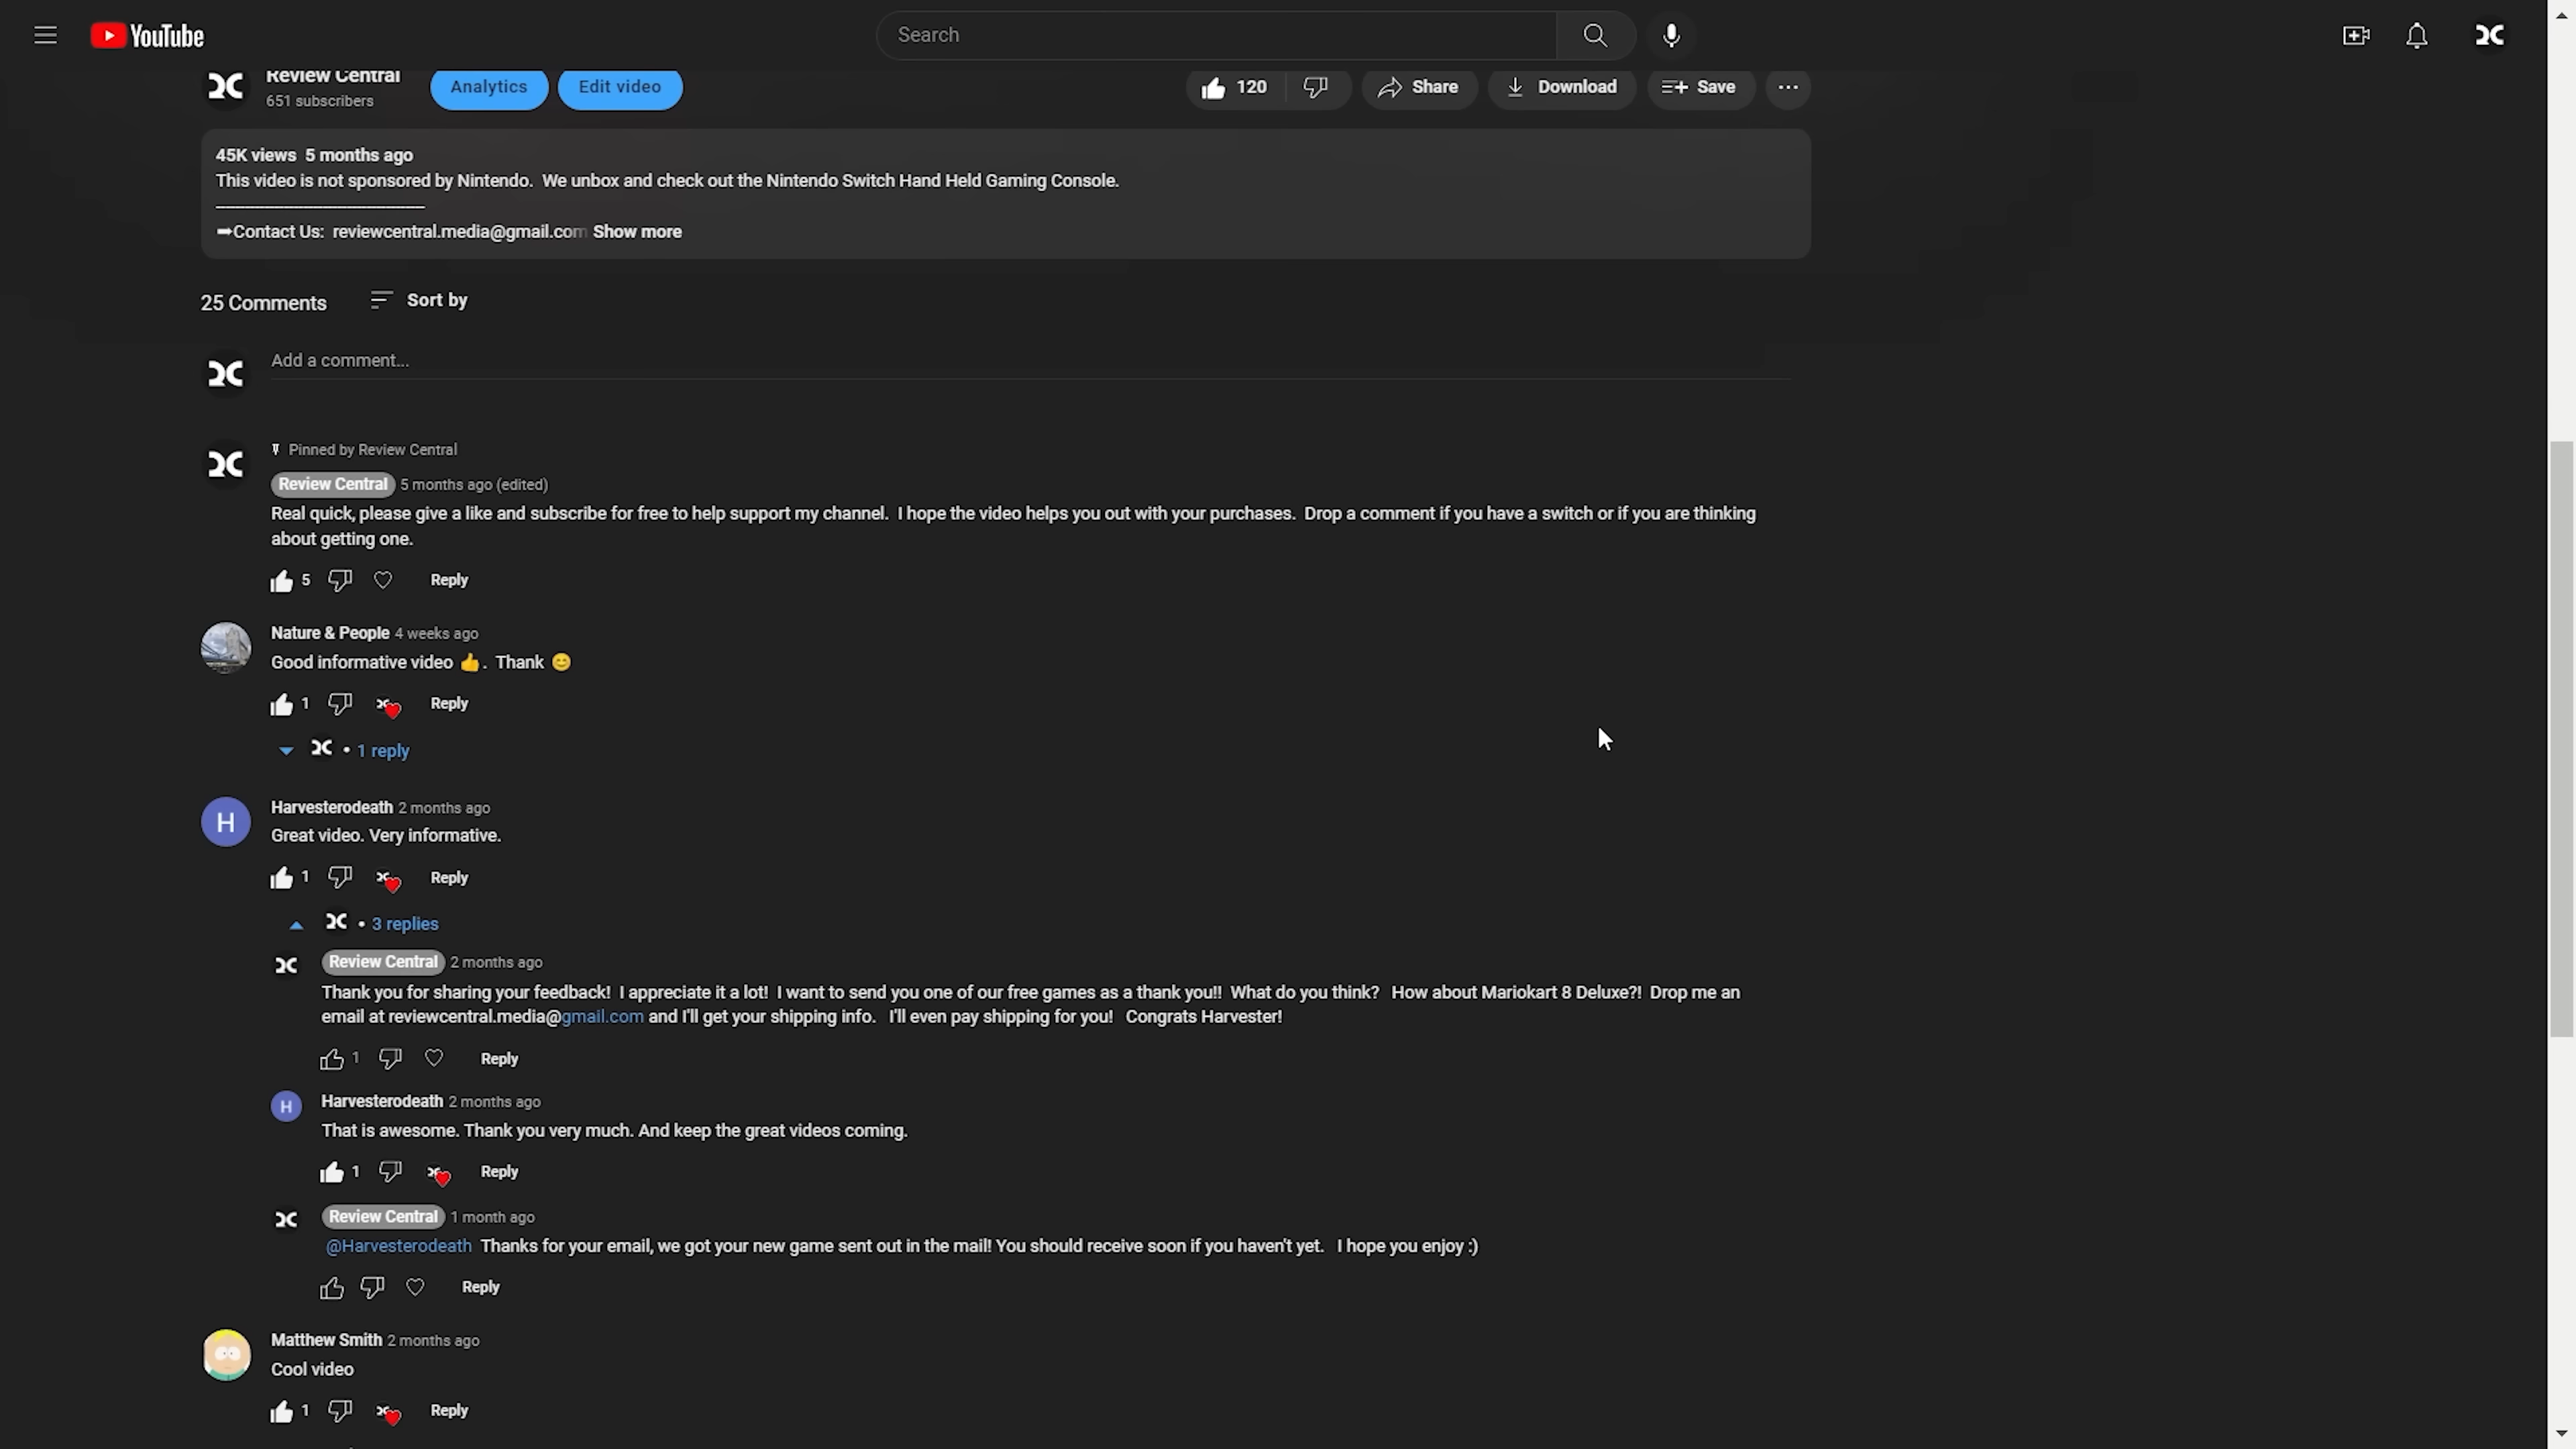 YouTube
Search
Review Central
651 subscribers
Analytics
Edit video
120
Share
Download
Save
45K views 5 months ago
This video is not sponsored by Nintendo. We unbox and check out the Nintendo Switch Hand Held Gaming Console.
➡Contact Us: reviewcentral.media@gmail.com Show more
25 Comments
Sort by
Add a comment...
Pinned by Review Central
Review Central 5 months ago (edited)
Real quick, please give a like and subscribe for free to help support my channel. I hope the video helps you out with your purchases. Drop a comment if you have a switch or if you are thinking
about getting one.
5 Reply
Nature & People 4 weeks ago
Good informative video 👍. Thank 😊
1 Reply
• 1 reply
H
Harvesterodeath 2 months ago
Great video. Very informative.
1 Reply
• 3 replies
Review Central 2 months ago
Thank you for sharing your feedback! I appreciate it a lot! I want to send you one of our free games as a thank you!! What do you think? How about Mariokart 8 Deluxe?! Drop me an
email at reviewcentral.media@gmail.com and I'll get your shipping info. I'll even pay shipping for you! Congrats Harvester!
1 Reply
H
Harvesterodeath 2 months ago
That is awesome. Thank you very much. And keep the great videos coming.
1 Reply
Review Central 1 month ago
@Harvesterodeath Thanks for your email, we got your new game sent out in the mail! You should receive soon if you haven't yet. I hope you enjoy :)
Reply
Matthew Smith 2 months ago
Cool video
1 Reply